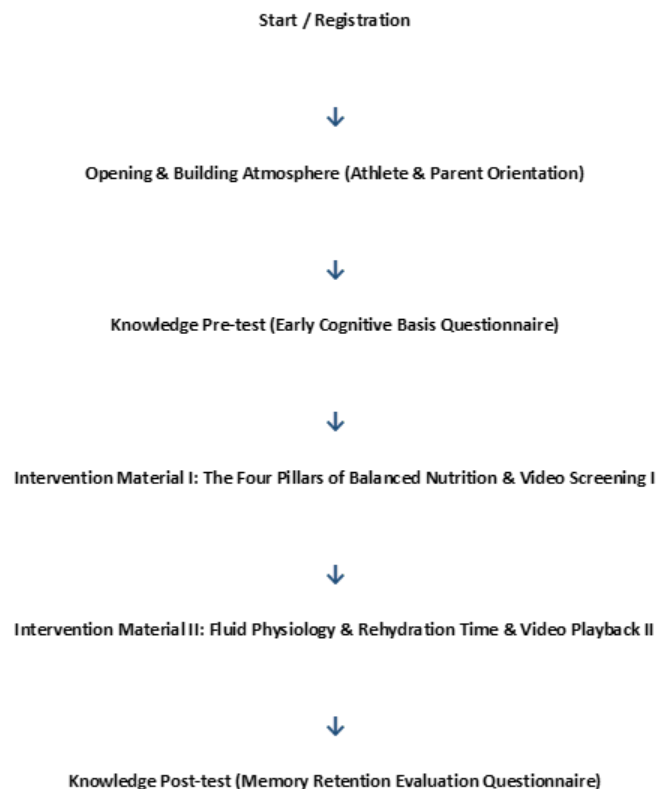 Start / Registration
↓
Opening & Building Atmosphere (Athlete & Parent Orientation)
↓
Knowledge Pre-test (Early Cognitive Basis Questionnaire)
↓
Intervention Material I: The Four Pillars of Balanced Nutrition & Video Screening I
↓
Intervention Material II: Fluid Physiology & Rehydration Time & Video Playback II
↓
Knowledge Post-test (Memory Retention Evaluation Questionnaire)